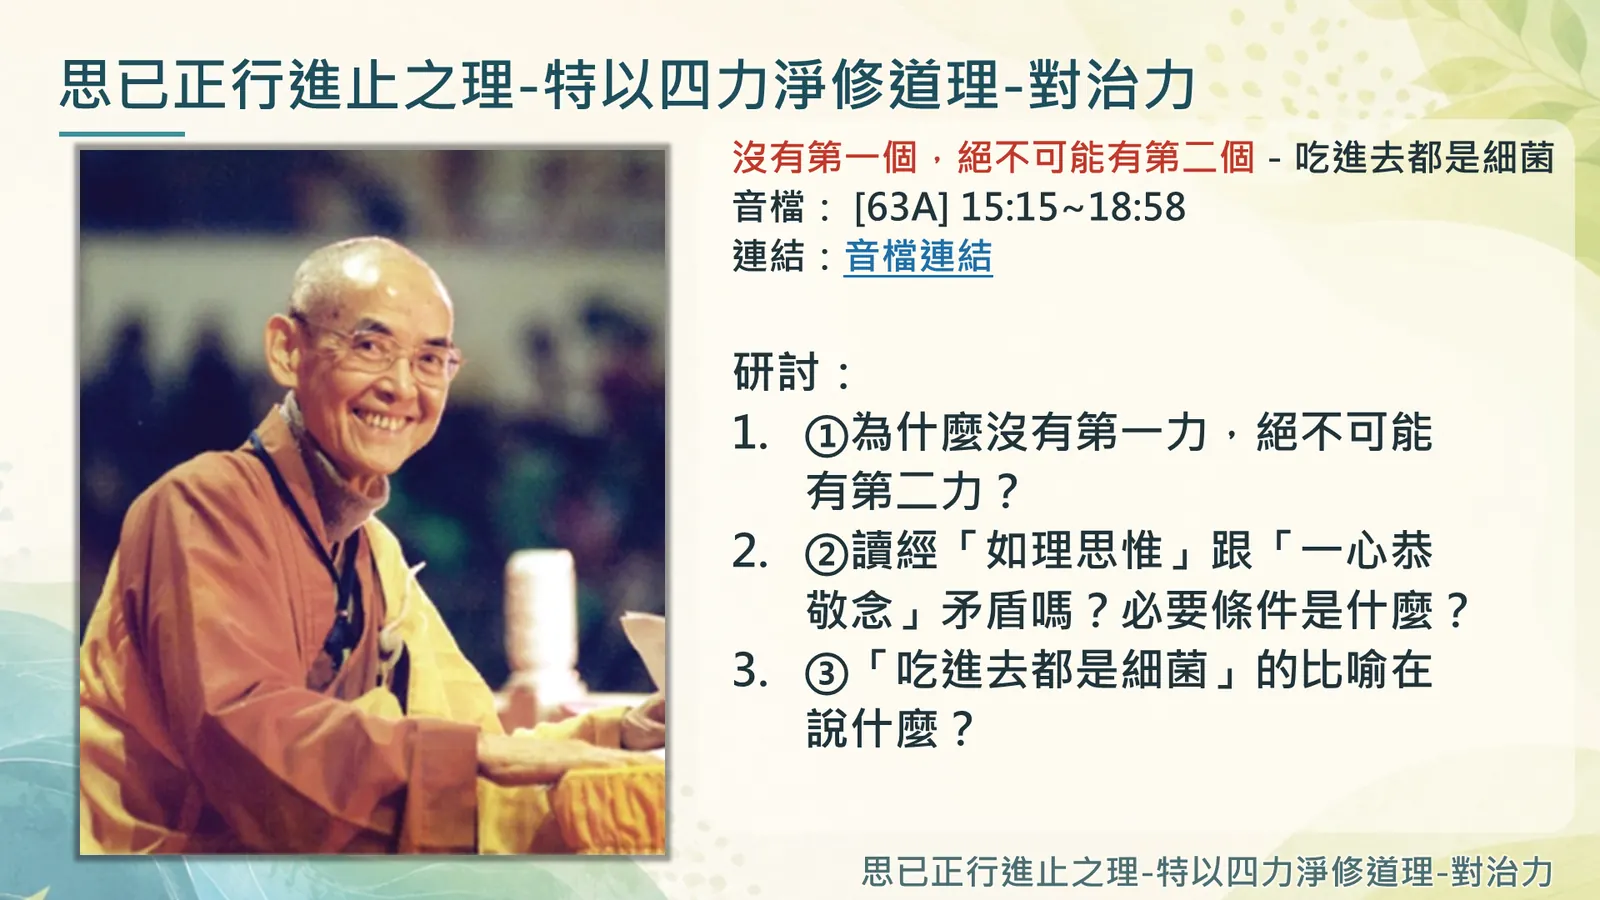 思已正行進止之理-特以四力淨修道理-對治力
沒有第一個，絕不可能有第二個 - 吃進去都是細菌
音檔： [63A] 15:15~18:58
連結：音檔連結
研討：
1. ①為什麼沒有第一力，絕不可能
有第二力？
2. ②讀經「如理思惟」跟「一心恭
敬念」矛盾嗎？必要條件是什麼？
3. ③「吃進去都是細菌」的比喻在
說什麼？
思已正行進止之理-特以四力淨修道理-對治力